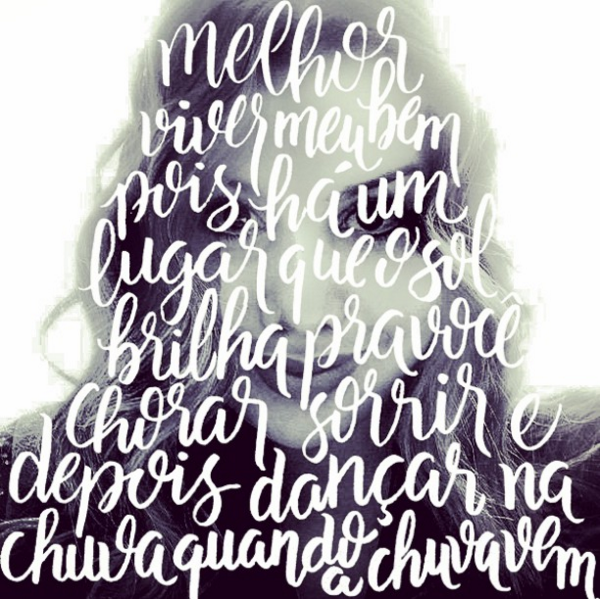 melhor
viver meu bem
pois há um
lugar que o sol
brilha pra você
chorar sorrir e
depois dançar na
chuva quando a chuva vem